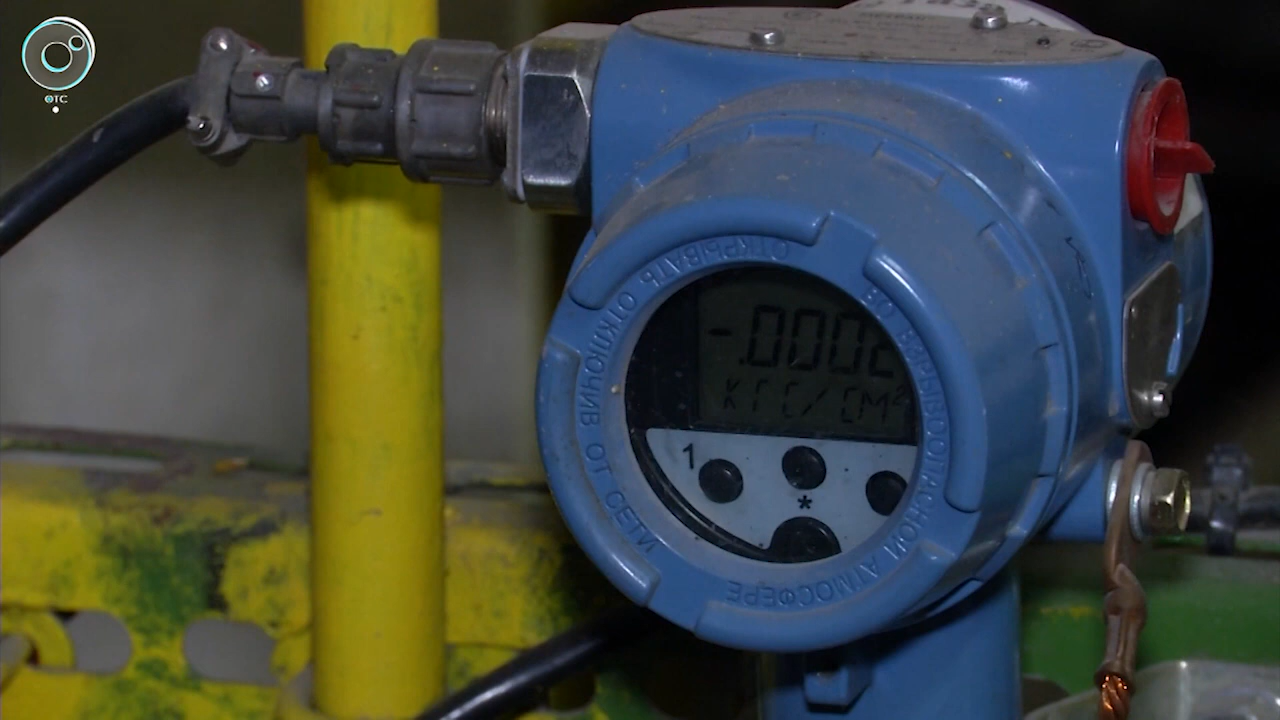 ОТС
-.0002
КГС/СМ²
1
*
ОТКРЫВАТЬ ОТКЛЮЧИВ ОТ СЕТИ
ВО ВЗРЫВООПАСНОЙ АТМОСФЕРЕ